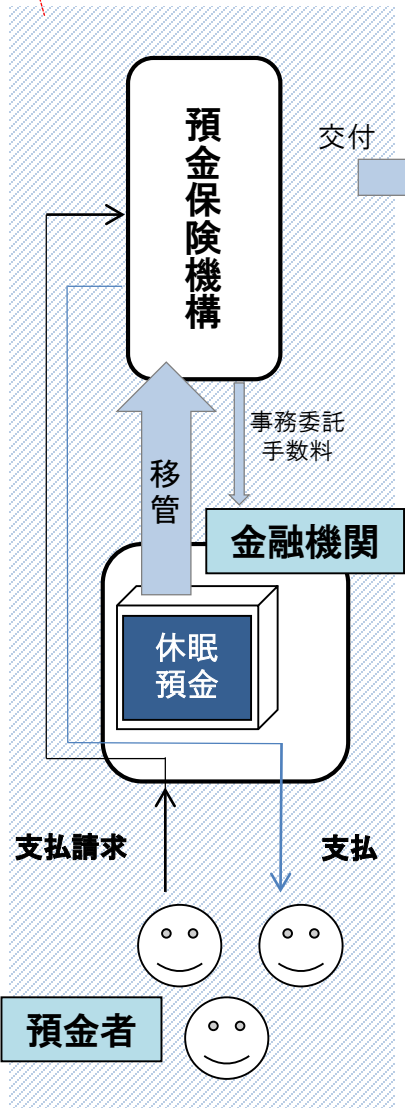 預金保険機構
交付
事務委託
手数料
移管
金融機関
休眠
預金
支払請求
支払
預金者